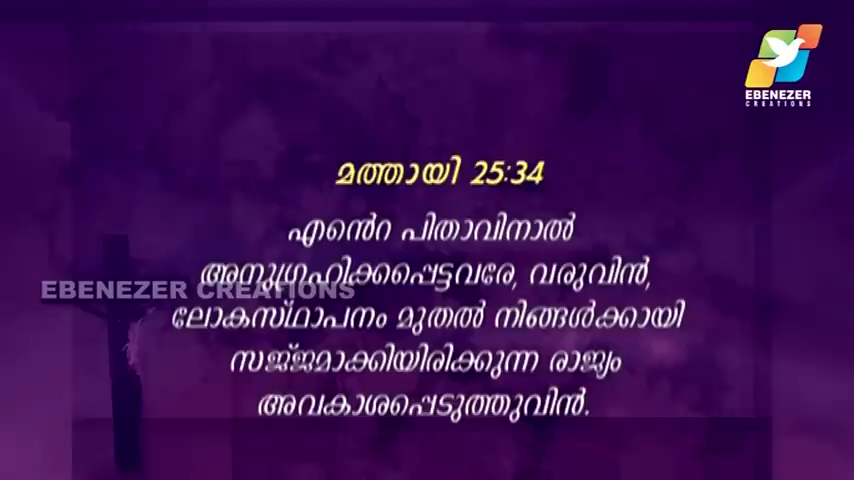 EBENEZER
CREATIONS
മത്തായി 25:34
എൻെറ പിതാവിനാൽ
അനുഗ്രഹിക്കപ്പെട്ടവരേ, വരുവിൻ,
EBENEZER CREATIONS
ലോകസ്ഥാപനം മുതൽ നിങ്ങൾക്കായി
സജ്ജമാക്കിയിരിക്കുന്ന രാജ്യം
അവകാശപ്പെടുത്തുവിൻ.